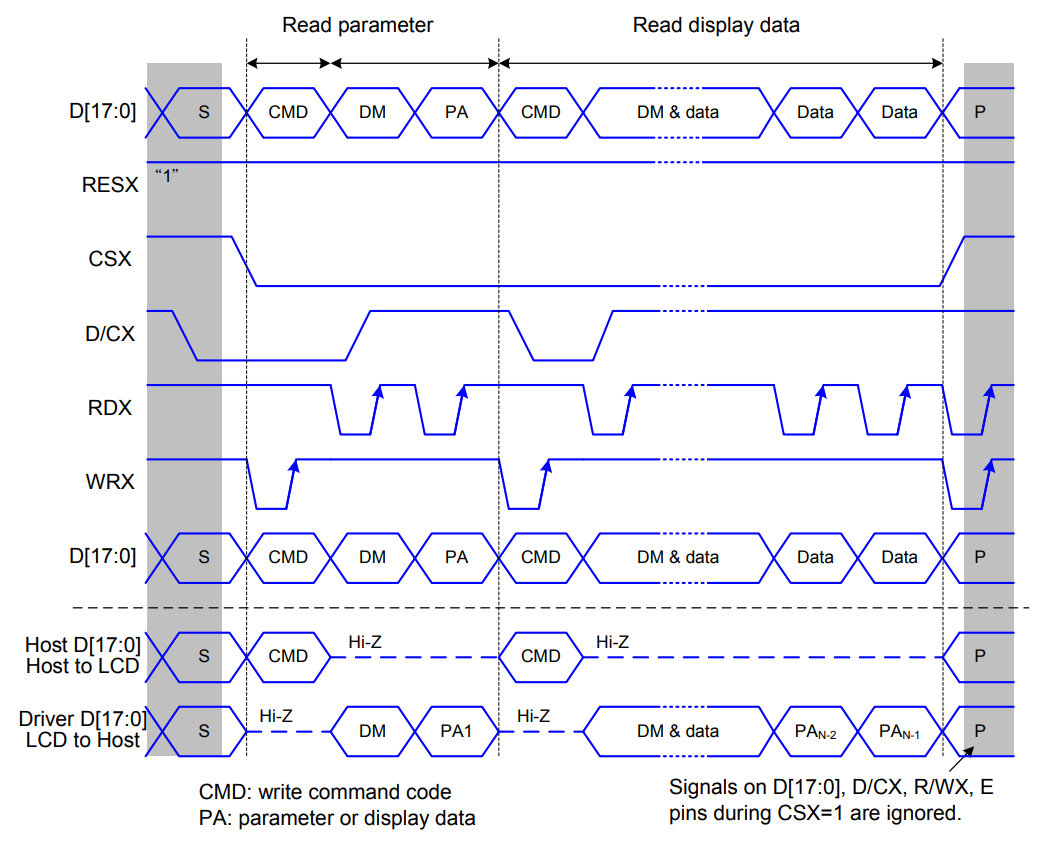 Read parameter Read display data
D[17:0] S CMD DM PA CMD DM & data Data Data P
RESX “1”
CSX
D/CX
RDX
WRX
D[17:0] S CMD DM PA CMD DM & data Data Data P
Host D[17:0]
Host to LCD
S CMD Hi-Z CMD Hi-Z P
Driver D[17:0]
LCD to Host
S Hi-Z DM PA1 Hi-Z DM & data PAN-2 PAN-1 P
CMD: write command code
PA: parameter or display data
Signals on D[17:0], D/CX, R/WX, E
pins during CSX=1 are ignored.